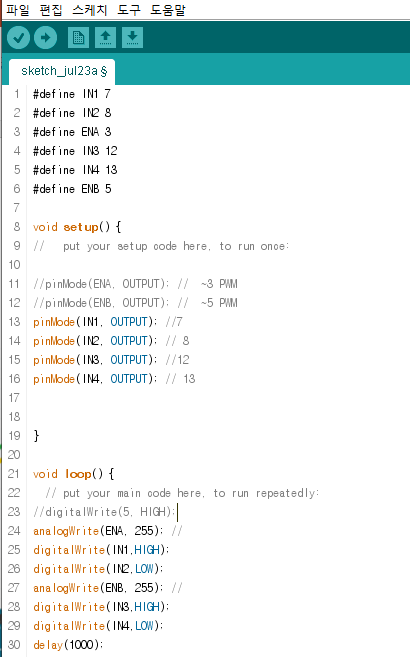 파일 편집 스케치 도구 도움말
sketch_jul23a §
1 #define IN1 7
2 #define IN2 8
3 #define ENA 3
4 #define IN3 12
5 #define IN4 13
6 #define ENB 5
7
8 void setup() {
9 //   put your setup code here, to run once:
10
11 //pinMode(ENA, OUTPUT); //  ~3 PWM
12 //pinMode(ENB, OUTPUT); //  ~5 PWM
13 pinMode(IN1, OUTPUT); //7
14 pinMode(IN2, OUTPUT); // 8
15 pinMode(IN3, OUTPUT); //12
16 pinMode(IN4, OUTPUT); // 13
17
18
19 }
20
21 void loop() {
22   // put your main code here, to run repeatedly:
23 //digitalWrite(5, HIGH);
24 analogWrite(ENA, 255); //
25 digitalWrite(IN1,HIGH);
26 digitalWrite(IN2,LOW);
27 analogWrite(ENB, 255); //
28 digitalWrite(IN3,HIGH);
29 digitalWrite(IN4,LOW);
30 delay(1000);